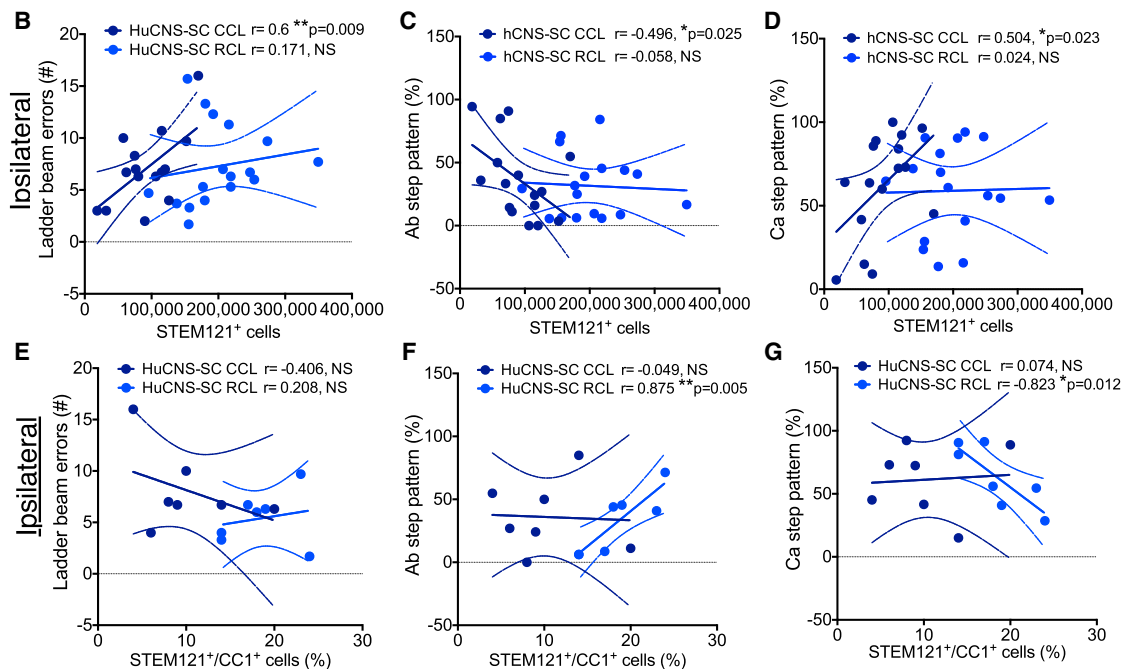 B
HuCNS-SC CCL r= 0.6 **p=0.009
HuCNS-SC RCL r= 0.171, NS
Ipsilateral
Ladder beam errors (#)
20
15
10
5
0
-5
0
100,000
200,000
300,000
400,000
STEM121+ cells
C
hCNS-SC CCL r= -0.496, *p=0.025
hCNS-SC RCL r= -0.058, NS
Ab step pattern (%)
150
100
50
0
-50
0
100,000
200,000
300,000
400,000
STEM121+ cells
D
hCNS-SC CCL r= 0.504, *p=0.023
hCNS-SC RCL r= 0.024, NS
Ca step pattern (%)
150
100
50
0
0
100,000
200,000
300,000
400,000
STEM121+ cells
E
HuCNS-SC CCL r= -0.406, NS
HuCNS-SC RCL r= 0.208, NS
Ipsilateral
Ladder beam errors (#)
20
15
10
5
0
-5
0
10
20
30
STEM121+/CC1+ cells (%)
F
HuCNS-SC CCL r=-0.049, NS
HuCNS-SC RCL r= 0.875 **p=0.005
Ab step pattern (%)
150
100
50
0
-50
0
10
20
30
STEM121+/CC1+ cells (%)
G
HuCNS-SC CCL r= 0.074, NS
HuCNS-SC RCL r=-0.823 *p=0.012
Ca step pattern (%)
150
100
50
0
-50
0
10
20
30
STEM121+/CC1+ cells (%)